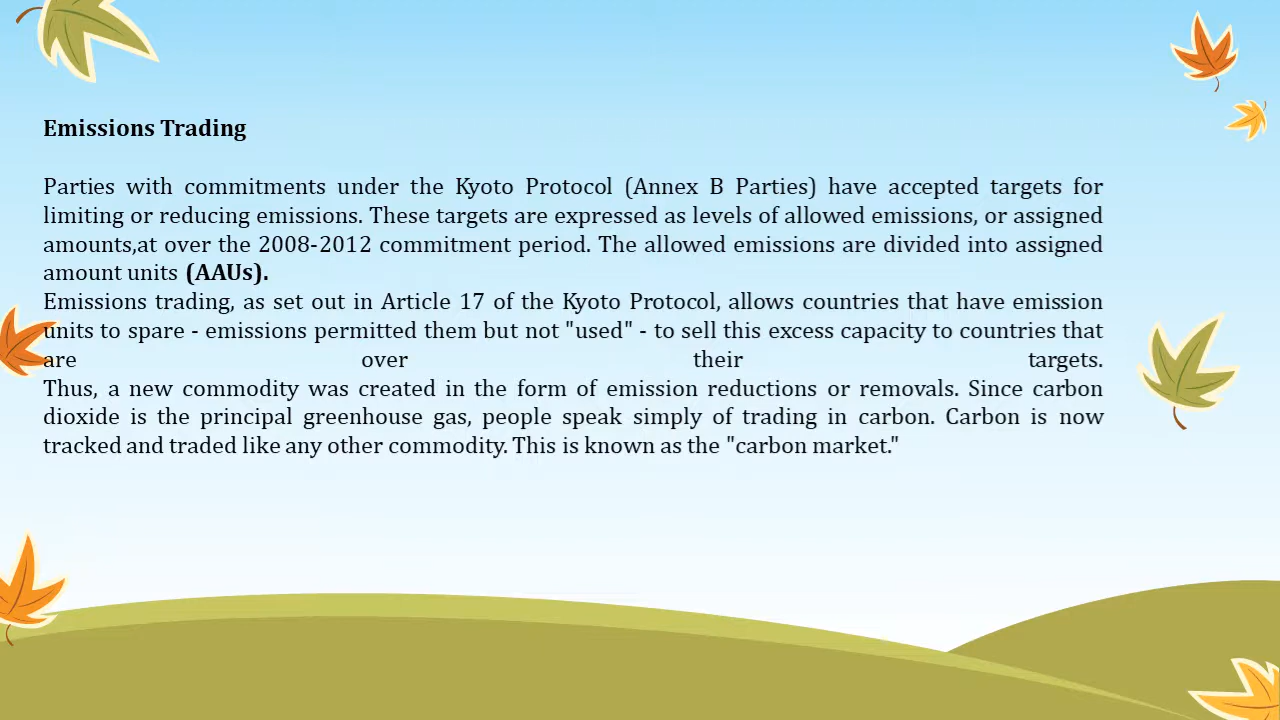 Emissions Trading
Parties with commitments under the Kyoto Protocol (Annex B Parties) have accepted targets for
limiting or reducing emissions. These targets are expressed as levels of allowed emissions, or assigned
amounts,at over the 2008-2012 commitment period. The allowed emissions are divided into assigned
amount units (AAUs).
Emissions trading, as set out in Article 17 of the Kyoto Protocol, allows countries that have emission
units to spare - emissions permitted them but not "used" - to sell this excess capacity to countries that
are over their targets.
Thus, a new commodity was created in the form of emission reductions or removals. Since carbon
dioxide is the principal greenhouse gas, people speak simply of trading in carbon. Carbon is now
tracked and traded like any other commodity. This is known as the "carbon market."